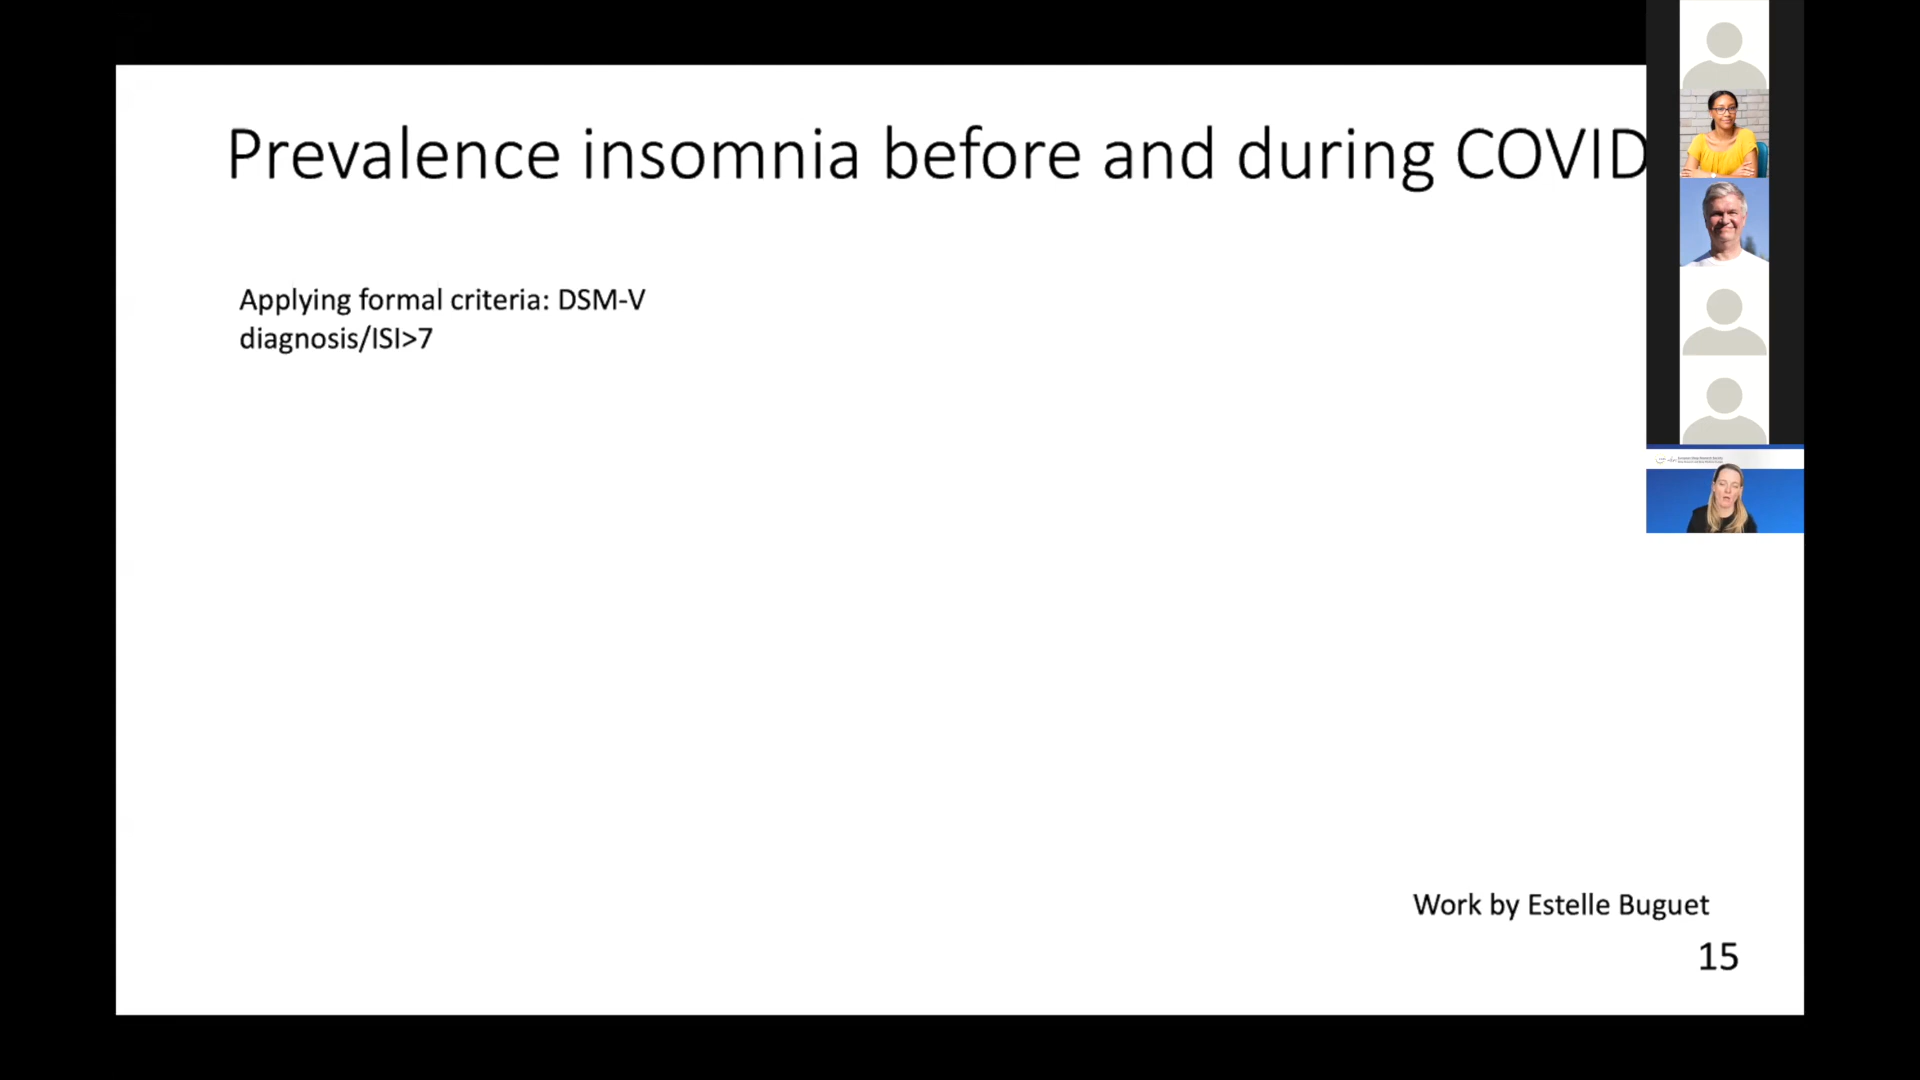 Prevalence insomnia before and during COVID
Applying formal criteria: DSM-V
diagnosis/ISI>7
Work by Estelle Buguet
15